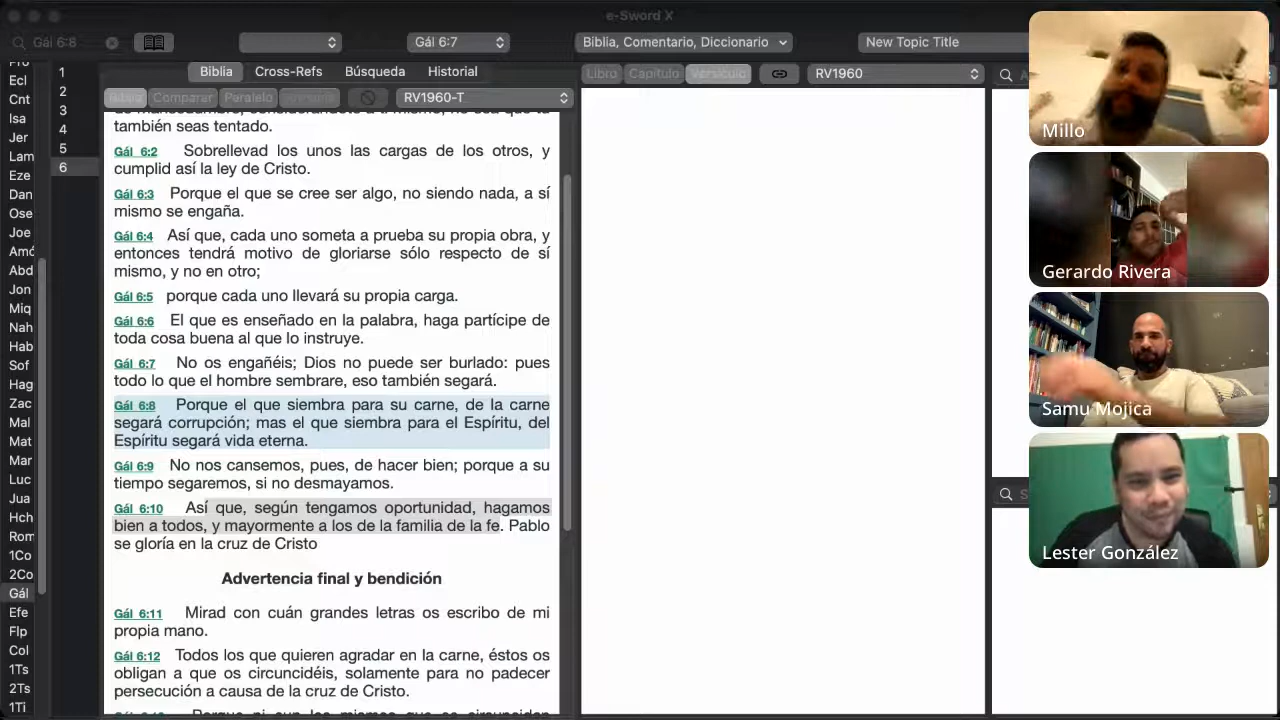 e-Sword X
Gál 6:8
Gál 6:7
Biblia, Comentario, Diccionario
New Topic Title
Biblia
Cross-Refs
Búsqueda
Historial
Biblia
Comparar
Paralelo
RV1960-T
Libro
Capítulo
Versículo
RV1960
Ecl
Cnt
Isa
Jer
Lam
Eze
Dan
Ose
Joe
Amó
Abd
Jon
Miq
Nah
Hab
Sof
Hag
Zac
Mal
Mat
Mar
Luc
Jua
Hch
Rom
1Co
2Co
Gál
Efe
Flp
Col
1Ts
2Ts
1Ti
1
2
3
4
5
6
también seas tentado.
Gál 6:2 Sobrellevad los unos las cargas de los otros, y
cumplid así la ley de Cristo.
Gál 6:3 Porque el que se cree ser algo, no siendo nada, a sí
mismo se engaña.
Gál 6:4 Así que, cada uno someta a prueba su propia obra, y
entonces tendrá motivo de gloriarse sólo respecto de sí
mismo, y no en otro;
Gál 6:5 porque cada uno llevará su propia carga.
Gál 6:6 El que es enseñado en la palabra, haga partícipe de
toda cosa buena al que lo instruye.
Gál 6:7 No os engañéis; Dios no puede ser burlado: pues
todo lo que el hombre sembrare, eso también segará.
Gál 6:8 Porque el que siembra para su carne, de la carne
segará corrupción; mas el que siembra para el Espíritu, del
Espíritu segará vida eterna.
Gál 6:9 No nos cansemos, pues, de hacer bien; porque a su
tiempo segaremos, si no desmayamos.
Gál 6:10 Así que, según tengamos oportunidad, hagamos
bien a todos, y mayormente a los de la familia de la fe. Pablo
se gloría en la cruz de Cristo
Advertencia final y bendición
Gál 6:11 Mirad con cuán grandes letras os escribo de mi
propia mano.
Gál 6:12 Todos los que quieren agradar en la carne, éstos os
obligan a que os circuncidéis, solamente para no padecer
persecución a causa de la cruz de Cristo.
Millo
Gerardo Rivera
Samu Mojica
Lester González